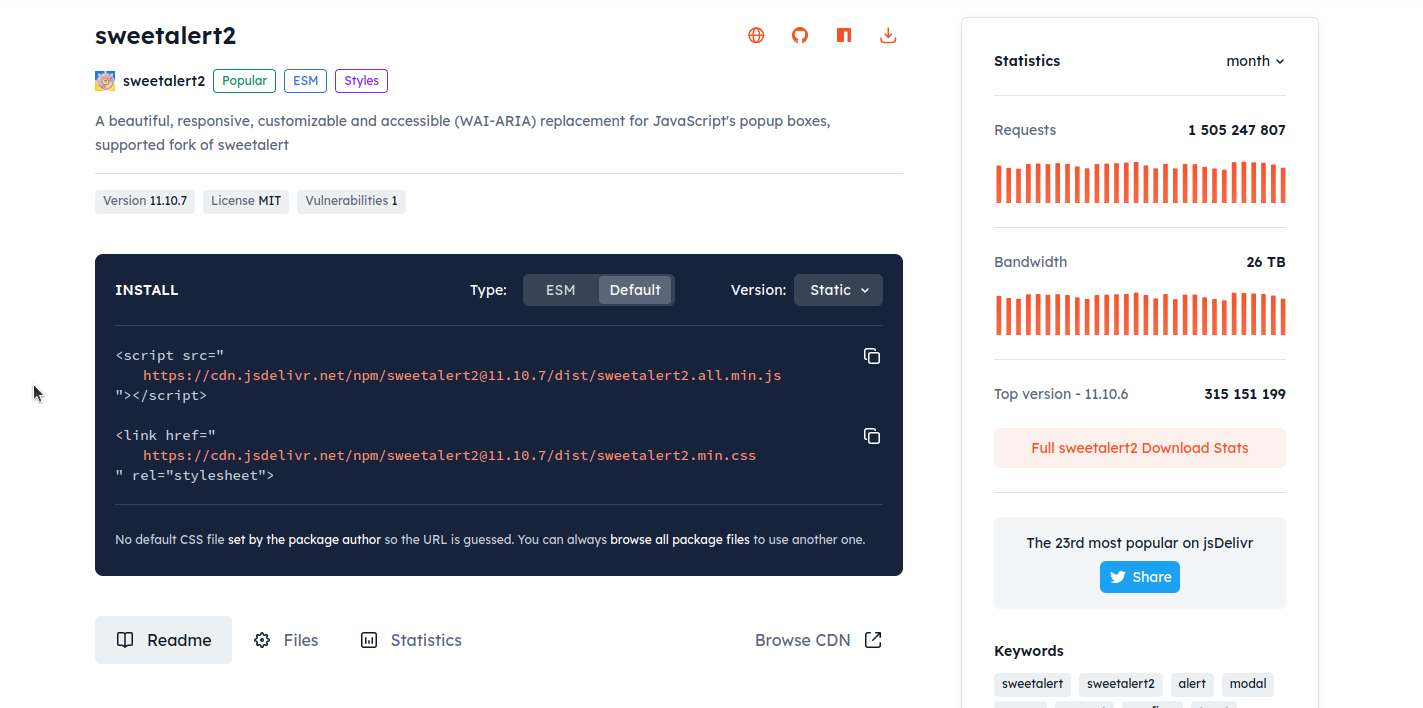 sweetalert2
sweetalert2 Popular ESM Styles
A beautiful, responsive, customizable and accessible (WAI-ARIA) replacement for JavaScript's popup boxes,
supported fork of sweetalert
Version 11.10.7 License MIT Vulnerabilities 1
INSTALL Type: ESM Default Version: Static
<script src="
https://cdn.jsdelivr.net/npm/sweetalert2@11.10.7/dist/sweetalert2.all.min.js
"></script>
<link href="
https://cdn.jsdelivr.net/npm/sweetalert2@11.10.7/dist/sweetalert2.min.css
" rel="stylesheet">
No default CSS file set by the package author so the URL is guessed. You can always browse all package files to use another one.
Readme Files Statistics Browse CDN
Statistics month
Requests 1 505 247 807
Bandwidth 26 TB
Top version - 11.10.6 315 151 199
Full sweetalert2 Download Stats
The 23rd most popular on jsDelivr
Share
Keywords
sweetalert sweetalert2 alert modal